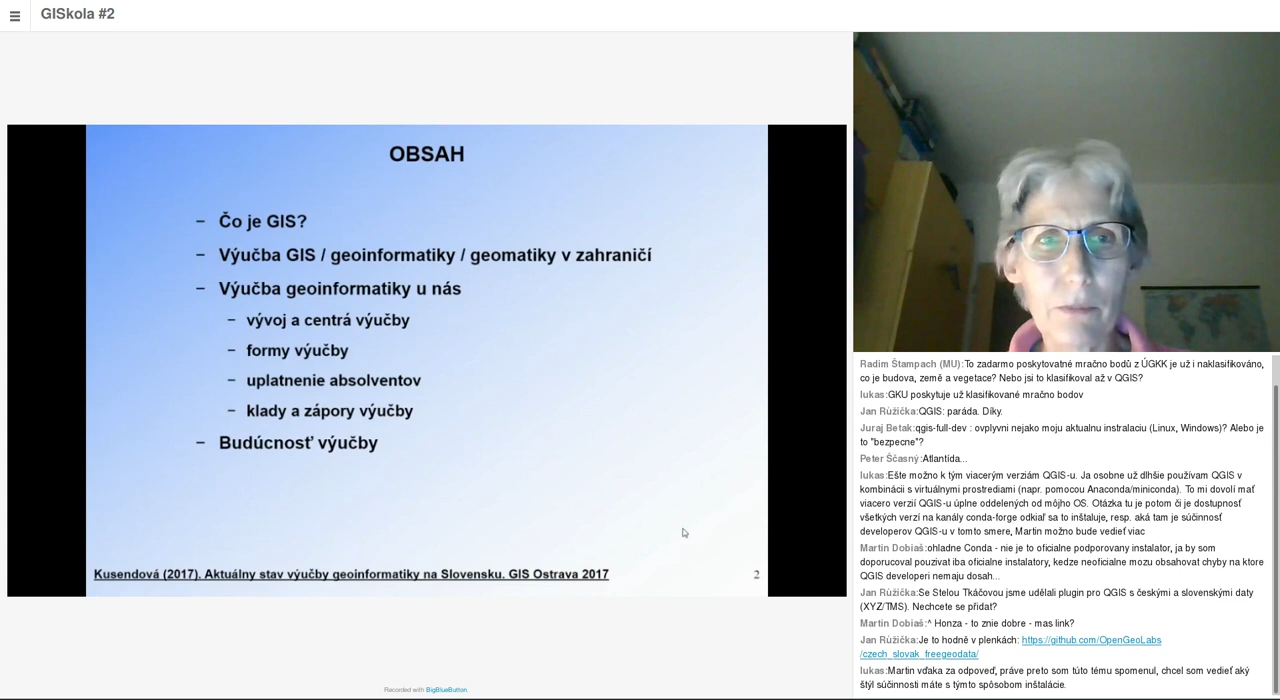 GISkola #2
OBSAH
– Čo je GIS?
– Výučba GIS / geoinformatiky / geomatiky v zahraničí
– Výučba geoinformatiky u nás
– vývoj a centrá výučby
– formy výučby
– uplatnenie absolventov
– klady a zápory výučby
– Budúcnosť výučby
Kusendová (2017). Aktuálny stav výučby geoinformatiky na Slovensku. GIS Ostrava 2017
2
Recorded with BigBlueButton.
Radim Štampach (MU):To zadarmo poskytovatné mračno bodů z ÚGKK je už i naklasifikováno,
co je budova, země a vegetace? Nebo jsi to klasifikoval až v QGIS?
lukas:GKU poskytuje už klasifikované mračno bodov
Jan Růžička:QGIS: paráda. Díky.
Juraj Betak:qgis-full-dev : ovplyvni nejako moju aktualnu instralaciu (Linux, Windows)? Alebo je
to "bezpecne"?
Peter Ščasný:Atlantída...
lukas:Ešte možno k tým viacerým verziám QGIS-u. Ja osobne už dlhšie používam QGIS v
kombinácii s virtuálnymi prostrediami (napr. pomocou Anaconda/miniconda). To mi dovolí mať
viacero verzií QGIS-u úplne oddelených od môjho OS. Otázka tu je potom či je dostupnosť
všetkých verzí na kanály conda-forge odkiaľ sa to inštaluje, resp. aká tam je súčinnosť
developerov QGIS-u v tomto smere, Martin možno bude vedieť viac
Martin Dobiaš:ohladne Conda - nie je to oficialne podporovany instalator, ja by som
doporucoval pouzivat iba oficialne instalatory, kedze neoficialne mozu obsahovat chyby na ktore
QGIS developeri nemaju dosah...
Jan Růžička:Se Stelou Tkáčovou jsme udělali plugin pro QGIS s českými a slovenskými daty
(XYZ/TMS). Nechcete se přidat?
Martin Dobiaš:^ Honza - to znie dobre - mas link?
Jan Růžička:Je to hodně v plenkách: https://github.com/OpenGeoLabs
/czech_slovak_freegeodata/
lukas:Martin vďaka za odpoveď, práve preto som túto tému spomenul, chcel som vedieť aký
štýl súčinnosti máte s týmto spôsobom inštalácie.